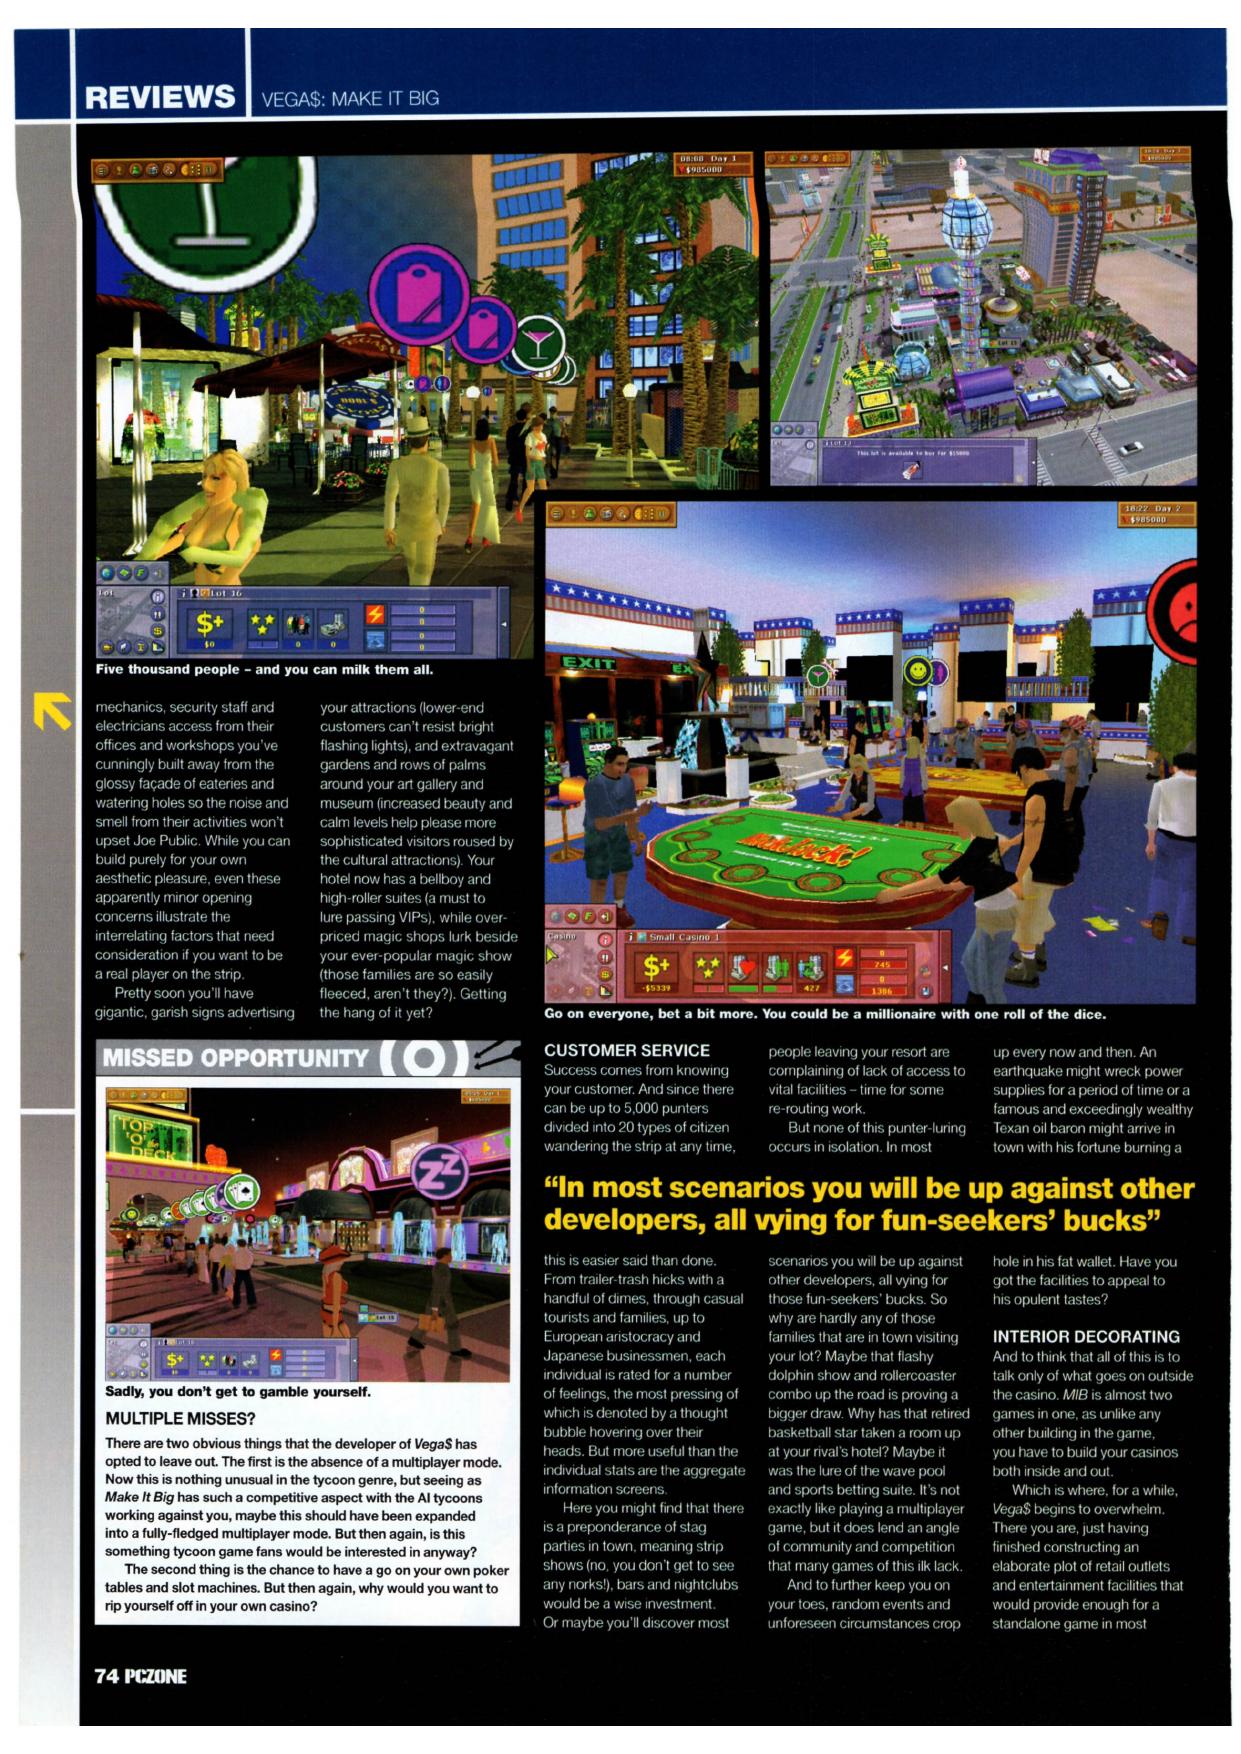 REVIEWS
VEGA$: MAKE IT BIG
08:08 Day 1
$985000
Lot 16
$0
0
0
0
0
0
0
Five thousand people – and you can milk them all.
This lot is available to buy for $15000
18:22 Day 2
$985000
EXIT
EX
Casino
Small Casino 1
-$5339
427
0
745
0
1386
Go on everyone, bet a bit more. You could be a millionaire with one roll of the dice.
mechanics, security staff and
electricians access from their
offices and workshops you've
cunningly built away from the
glossy façade of eateries and
watering holes so the noise and
smell from their activities won't
upset Joe Public. While you can
build purely for your own
aesthetic pleasure, even these
apparently minor opening
concerns illustrate the
interrelating factors that need
consideration if you want to be
a real player on the strip.
Pretty soon you'll have
gigantic, garish signs advertising
your attractions (lower-end
customers can't resist bright
flashing lights), and extravagant
gardens and rows of palms
around your art gallery and
museum (increased beauty and
calm levels help please more
sophisticated visitors roused by
the cultural attractions). Your
hotel now has a bellboy and
high-roller suites (a must to
lure passing VIPs), while over-
priced magic shops lurk beside
your ever-popular magic show
(those families are so easily
fleeced, aren't they?). Getting
the hang of it yet?
MISSED OPPORTUNITY
TOP
'O' the
DECK
Sadly, you don't get to gamble yourself.
MULTIPLE MISSES?
There are two obvious things that the developer of Vega$ has
opted to leave out. The first is the absence of a multiplayer mode.
Now this is nothing unusual in the tycoon genre, but seeing as
Make It Big has such a competitive aspect with the AI tycoons
working against you, maybe this should have been expanded
into a fully-fledged multiplayer mode. But then again, is this
something tycoon game fans would be interested in anyway?
The second thing is the chance to have a go on your own poker
tables and slot machines. But then again, why would you want to
rip yourself off in your own casino?
CUSTOMER SERVICE
Success comes from knowing
your customer. And since there
can be up to 5,000 punters
divided into 20 types of citizen
wandering the strip at any time,
people leaving your resort are
complaining of lack of access to
vital facilities – time for some
re-routing work.
But none of this punter-luring
occurs in isolation. In most
up every now and then. An
earthquake might wreck power
supplies for a period of time or a
famous and exceedingly wealthy
Texan oil baron might arrive in
town with his fortune burning a
"In most scenarios you will be up against other
developers, all vying for fun-seekers' bucks"
this is easier said than done.
From trailer-trash hicks with a
handful of dimes, through casual
tourists and families, up to
European aristocracy and
Japanese businessmen, each
individual is rated for a number
of feelings, the most pressing of
which is denoted by a thought
bubble hovering over their
heads. But more useful than the
individual stats are the aggregate
information screens.
Here you might find that there
is a preponderance of stag
parties in town, meaning strip
shows (no, you don't get to see
any norks!), bars and nightclubs
would be a wise investment.
Or maybe you'll discover most
scenarios you will be up against
other developers, all vying for
those fun-seekers' bucks. So
why are hardly any of those
families that are in town visiting
your lot? Maybe that flashy
dolphin show and rollercoaster
combo up the road is proving a
bigger draw. Why has that retired
basketball star taken a room up
at your rival's hotel? Maybe it
was the lure of the wave pool
and sports betting suite. It's not
exactly like playing a multiplayer
game, but it does lend an angle
of community and competition
that many games of this ilk lack.
And to further keep you on
your toes, random events and
unforeseen circumstances crop
hole in his fat wallet. Have you
got the facilities to appeal to
his opulent tastes?
INTERIOR DECORATING
And to think that all of this is to
talk only of what goes on outside
the casino. MIB is almost two
games in one, as unlike any
other building in the game,
you have to build your casinos
both inside and out.
Which is where, for a while,
Vega$ begins to overwhelm.
There you are, just having
finished constructing an
elaborate plot of retail outlets
and entertainment facilities that
would provide enough for a
standalone game in most
74 PCZONE